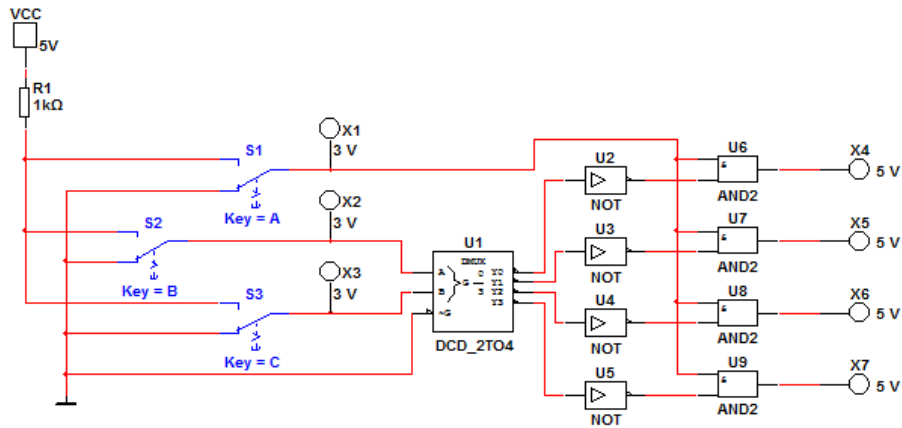 VCC
5V
R1
1kΩ
S1
Key = A
X1
3 V
S2
Key = B
X2
3 V
S3
Key = C
X3
3 V
U1
DMUX
A
B
~G
G
0
3
Y0
Y1
Y2
Y3
DCD_2TO4
U2
NOT
U3
NOT
U4
NOT
U5
NOT
U6
&
AND2
U7
&
AND2
U8
&
AND2
U9
&
AND2
X4
5 V
X5
5 V
X6
5 V
X7
5 V